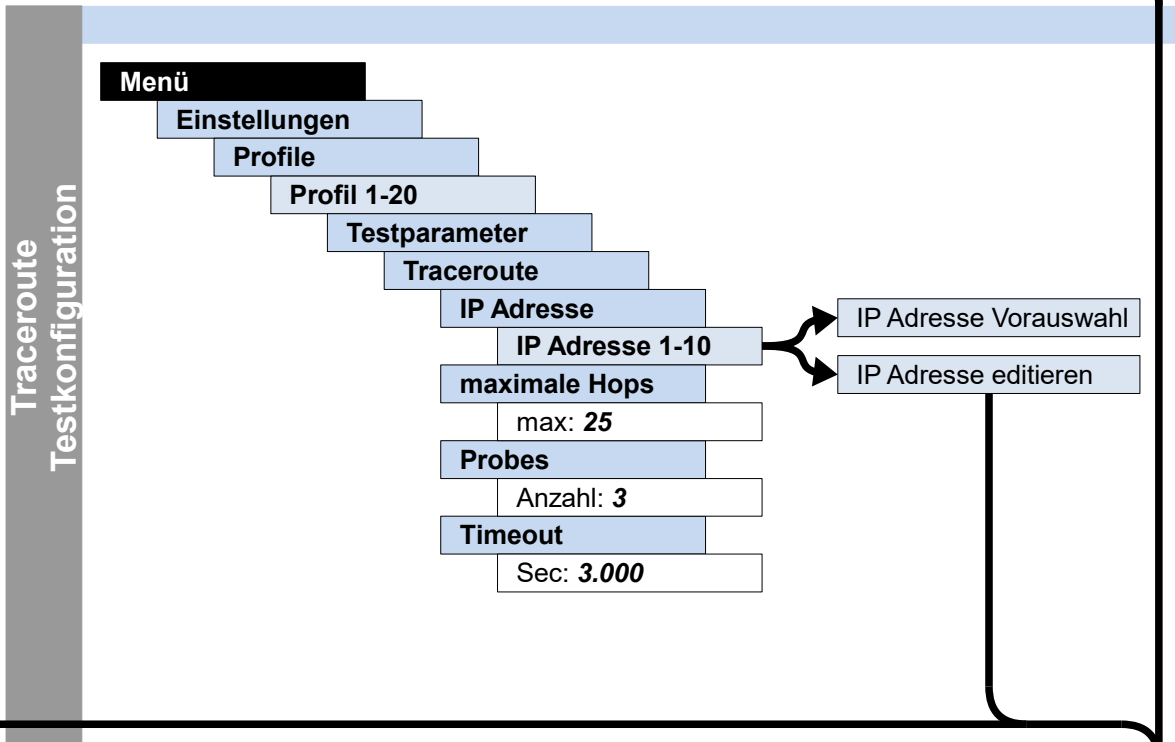 Traceroute
Testkonfiguration
Menü
Einstellungen
Profile
Profil 1-20
Testparameter
Traceroute
IP Adresse
IP Adresse 1-10
IP Adresse Vorauswahl
IP Adresse editieren
maximale Hops
max: 25
Probes
Anzahl: 3
Timeout
Sec: 3.000